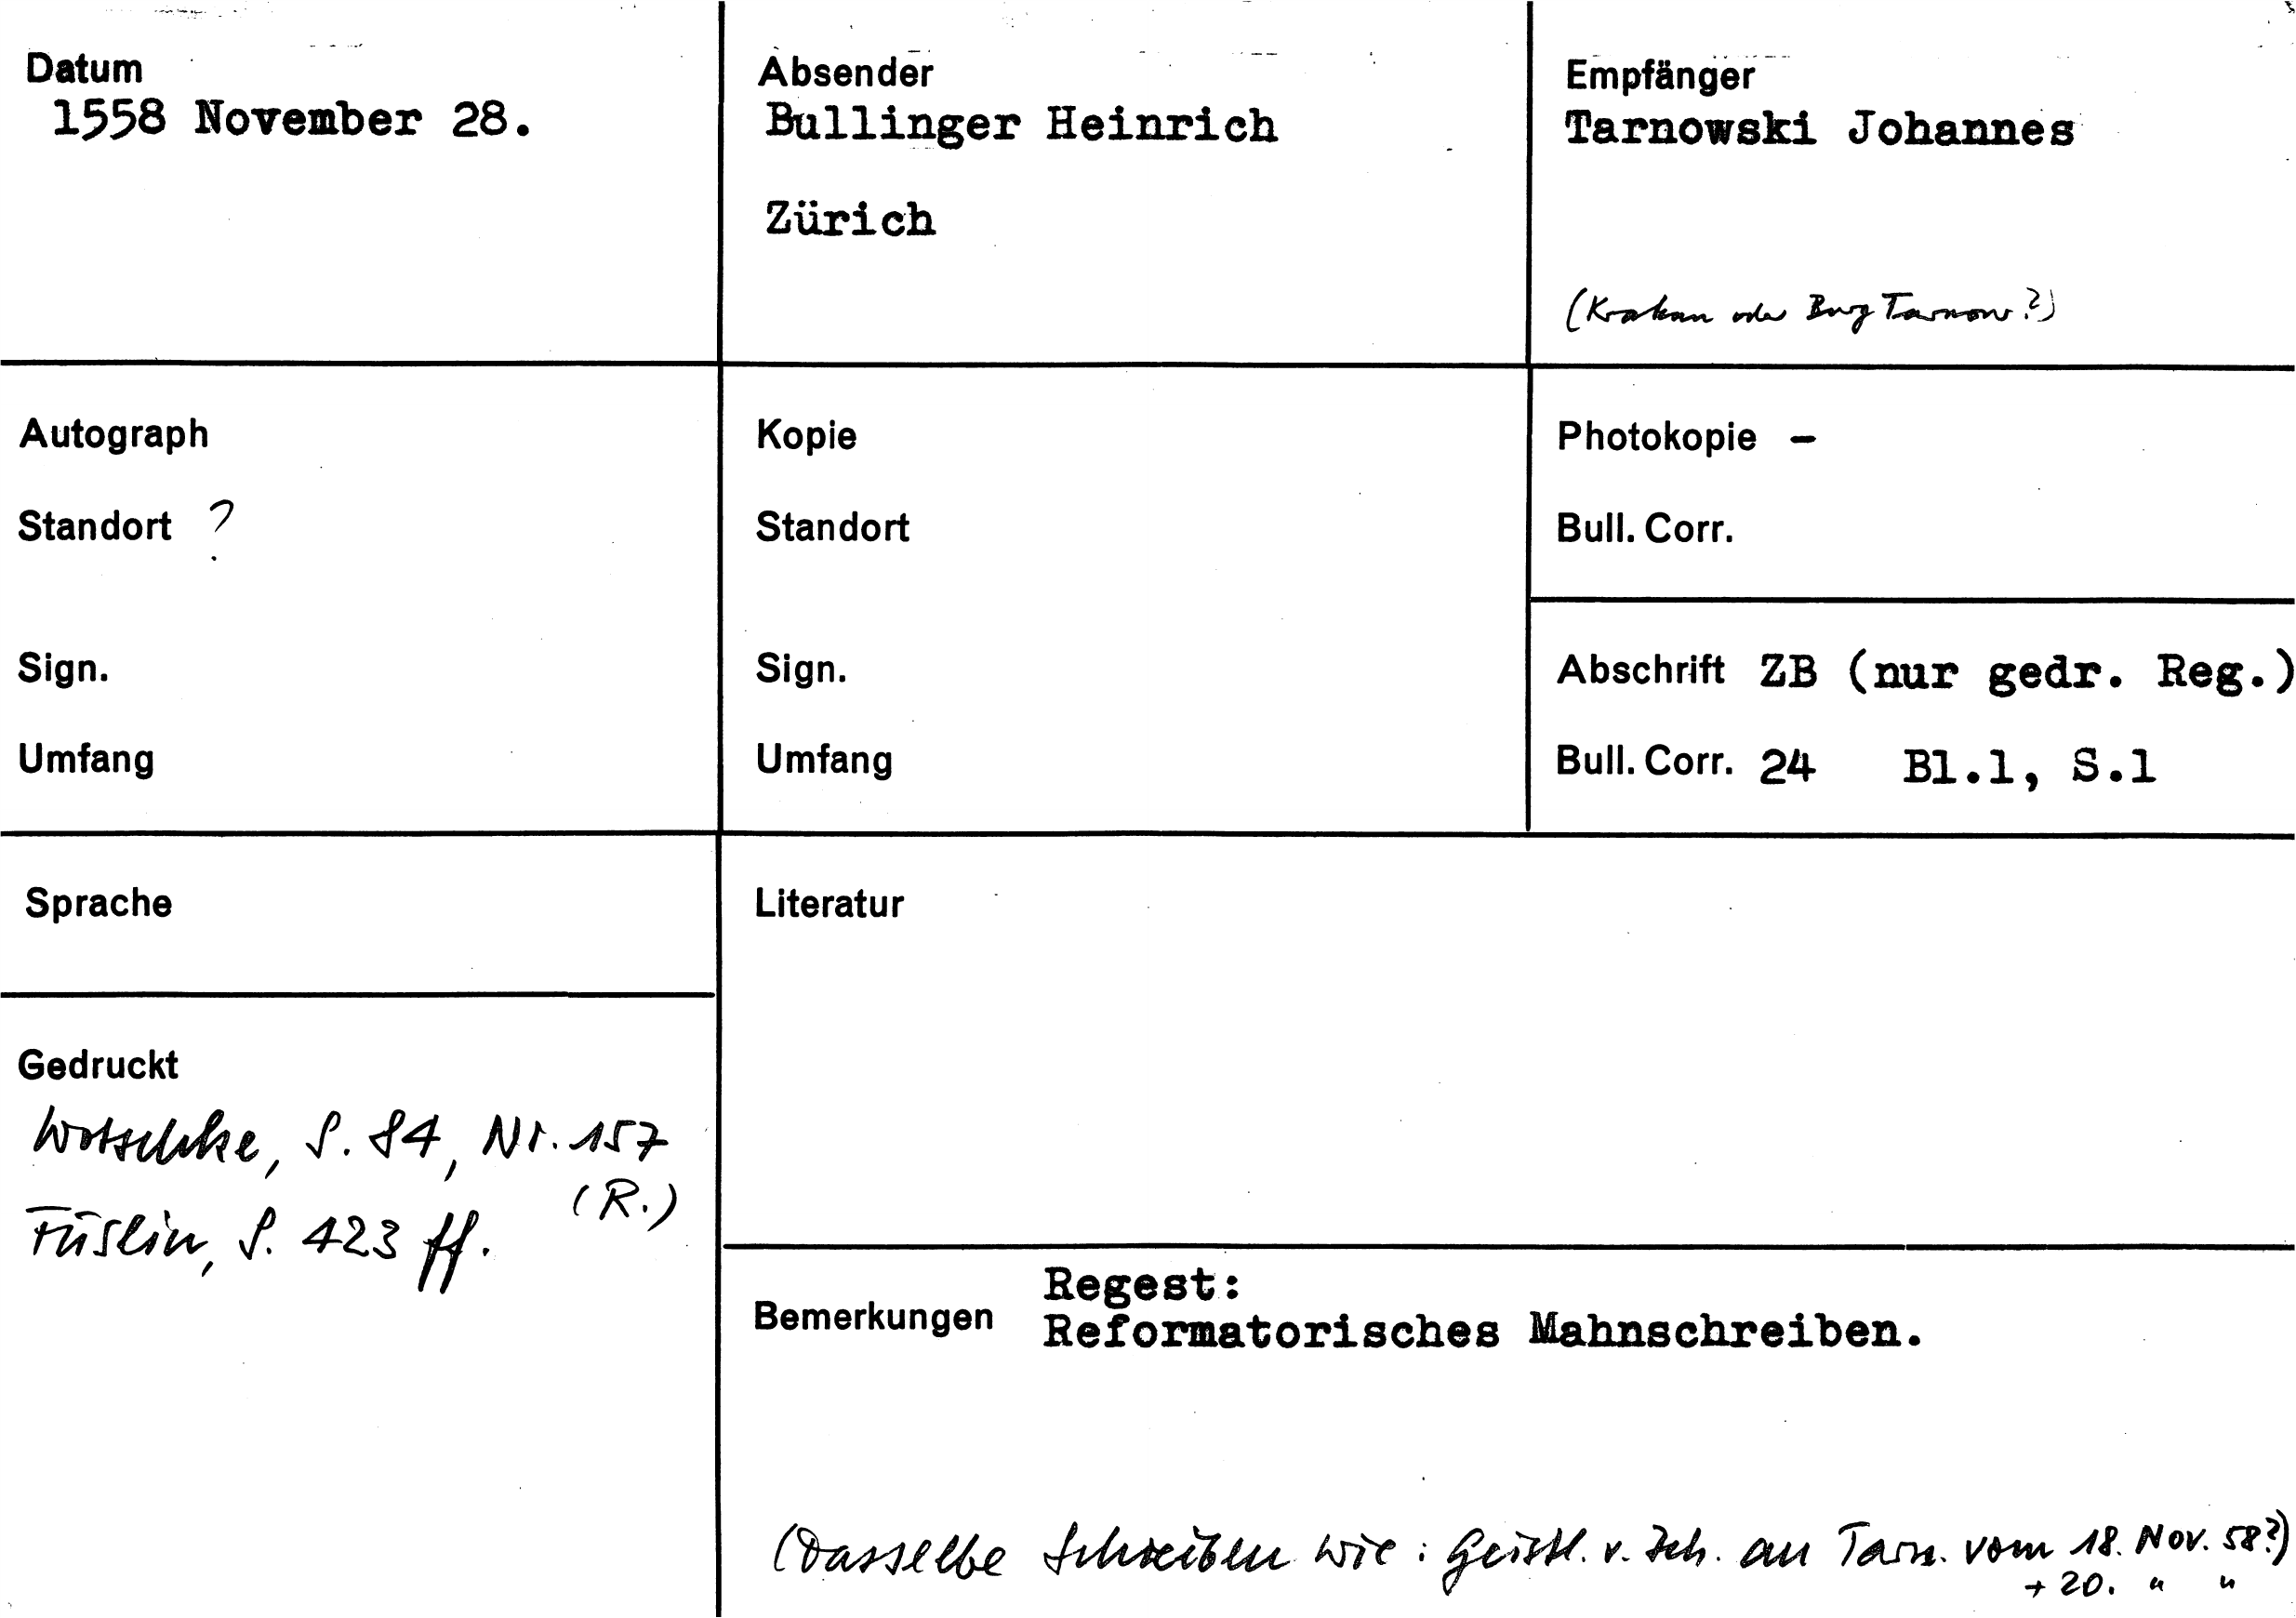 Datum
1558 November 28.
Absender
Bullinger Heinrich
Zürich
Empfänger
Tarnowski Johannes
(Krakau oder Burg Tarnow?)
Autograph
Standort ?
Sign.
Umfang
Kopie
Standort
Sign.
Umfang
Photokopie –
Bull. Corr.
Abschrift ZB (nur gedr. Reg.)
Bull. Corr. 24 Bl.1, S.1
Sprache
Literatur
Gedruckt
Wotschke, S. 84, Nr. 157
(R.)
Füslin, S. 423 ff.
Bemerkungen
Regest:
Reformatorisches Mahnschreiben.
(Dasselbe Schreiben wie: Geistl. v. Zch. an Tarn. vom 18. Nov. 58?)
+ 20. " "